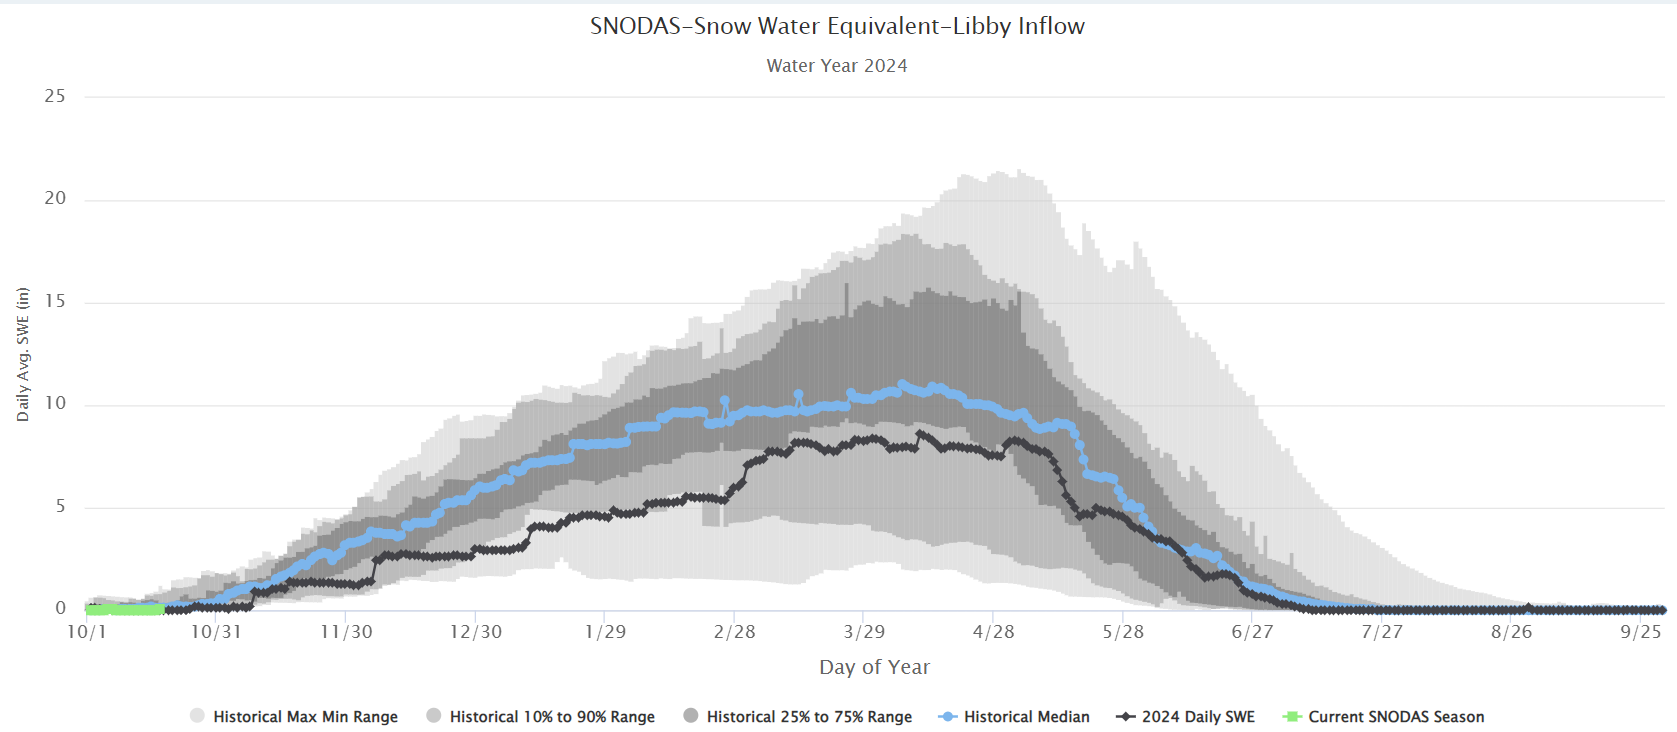 SNODAS-Snow Water Equivalent-Libby Inflow
Water Year 2024
25
20
15
10
5
0
Daily Avg. SWE (in)
10/1 10/31 11/30 12/30 1/29 2/28 3/29 4/28 5/28 6/27 7/27 8/26 9/25
Day of Year
Historical Max Min Range Historical 10% to 90% Range Historical 25% to 75% Range Historical Median 2024 Daily SWE Current SNODAS Season